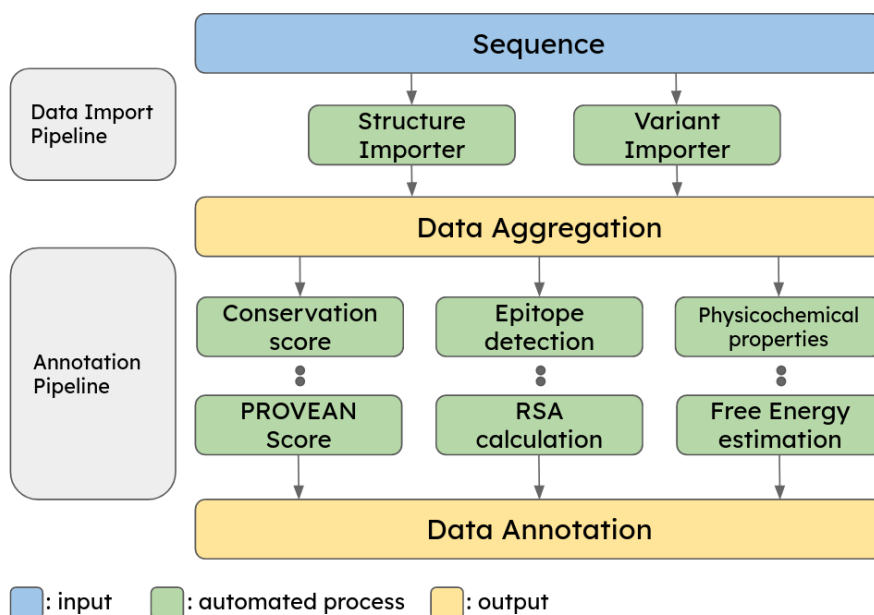 Sequence
Data Import
Pipeline
Structure
Importer
Variant
Importer
Data Aggregation
Annotation
Pipeline
Conservation
score
Epitope
detection
Physicochemical
properties
PROVEAN
Score
RSA
calculation
Free Energy
estimation
Data Annotation
: input
: automated process
: output